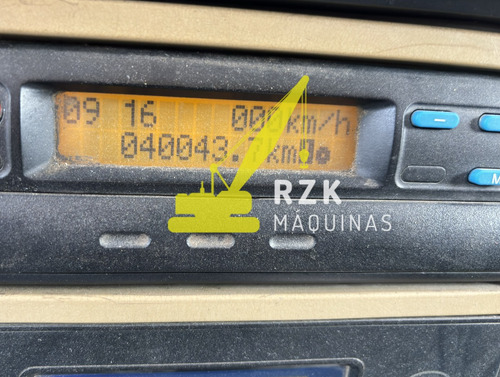 09 16 000km/h
040043.7km
RZK
MÁQUINAS
M